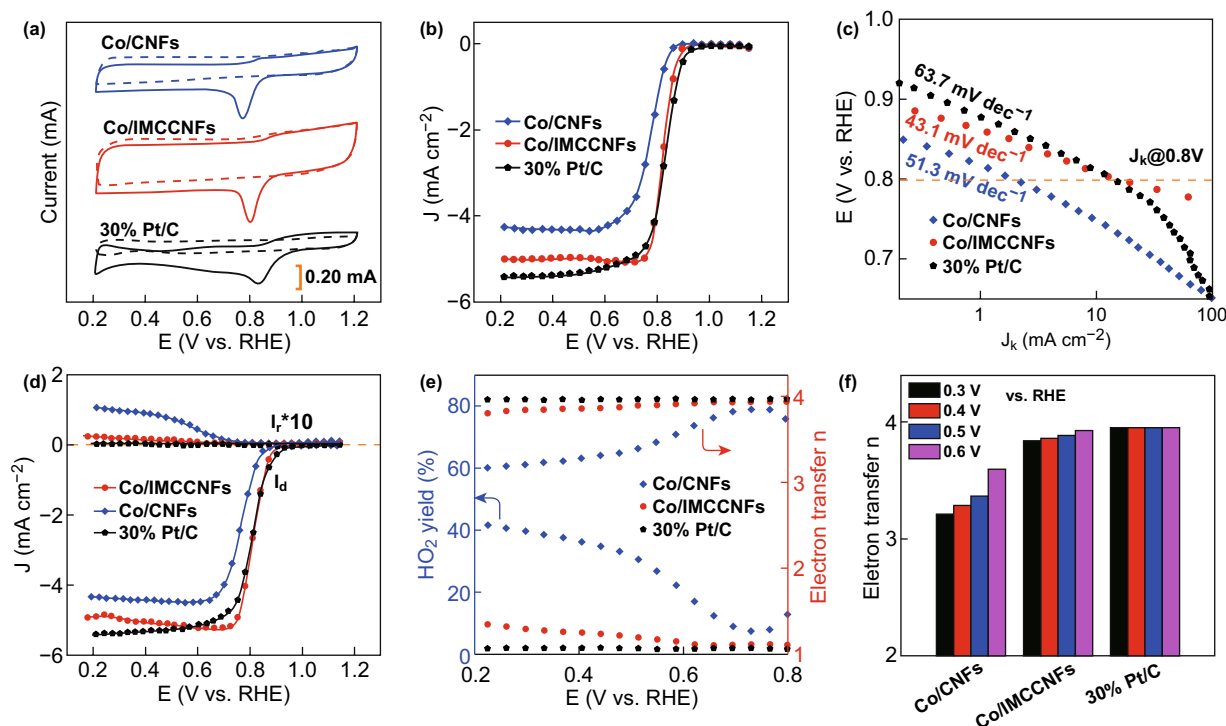 (a)
Co/CNFs
Co/IMCCNFs
30% Pt/C
0.20 mA
Current (mA)
0.2 0.4 0.6 0.8 1.0 1.2
E (V vs. RHE)
(b)
0
−2
−4
−6
J (mA cm−2)
Co/CNFs
Co/IMCCNFs
30% Pt/C
0.2 0.4 0.6 0.8 1.0 1.2
E (V vs. RHE)
(c)
63.7 mV dec−1
43.1 mV dec−1
51.3 mV dec−1
Jk@0.8V
0.9
0.8
0.7
E (V vs. RHE)
Co/CNFs
Co/IMCCNFs
30% Pt/C
1 10 100
Jk (mA cm−2)
(d)
2
0
−2
−4
−6
J (mA cm−2)
Ir*10
Id
Co/IMCCNFs
Co/CNFs
30% Pt/C
0.2 0.4 0.6 0.8 1.0 1.2
E (V vs. RHE)
(e)
80
60
40
20
0
HO2 yield (%)
Co/CNFs
Co/IMCCNFs
30% Pt/C
4
3
2
1
Electron transfer n
0.2 0.4 0.6 0.8
E (V vs. RHE)
(f)
0.3 V vs. RHE
0.4 V
0.5 V
0.6 V
4
2
Eletron transfer n
Co/CNFs
Co/IMCCNFs
30% Pt/C